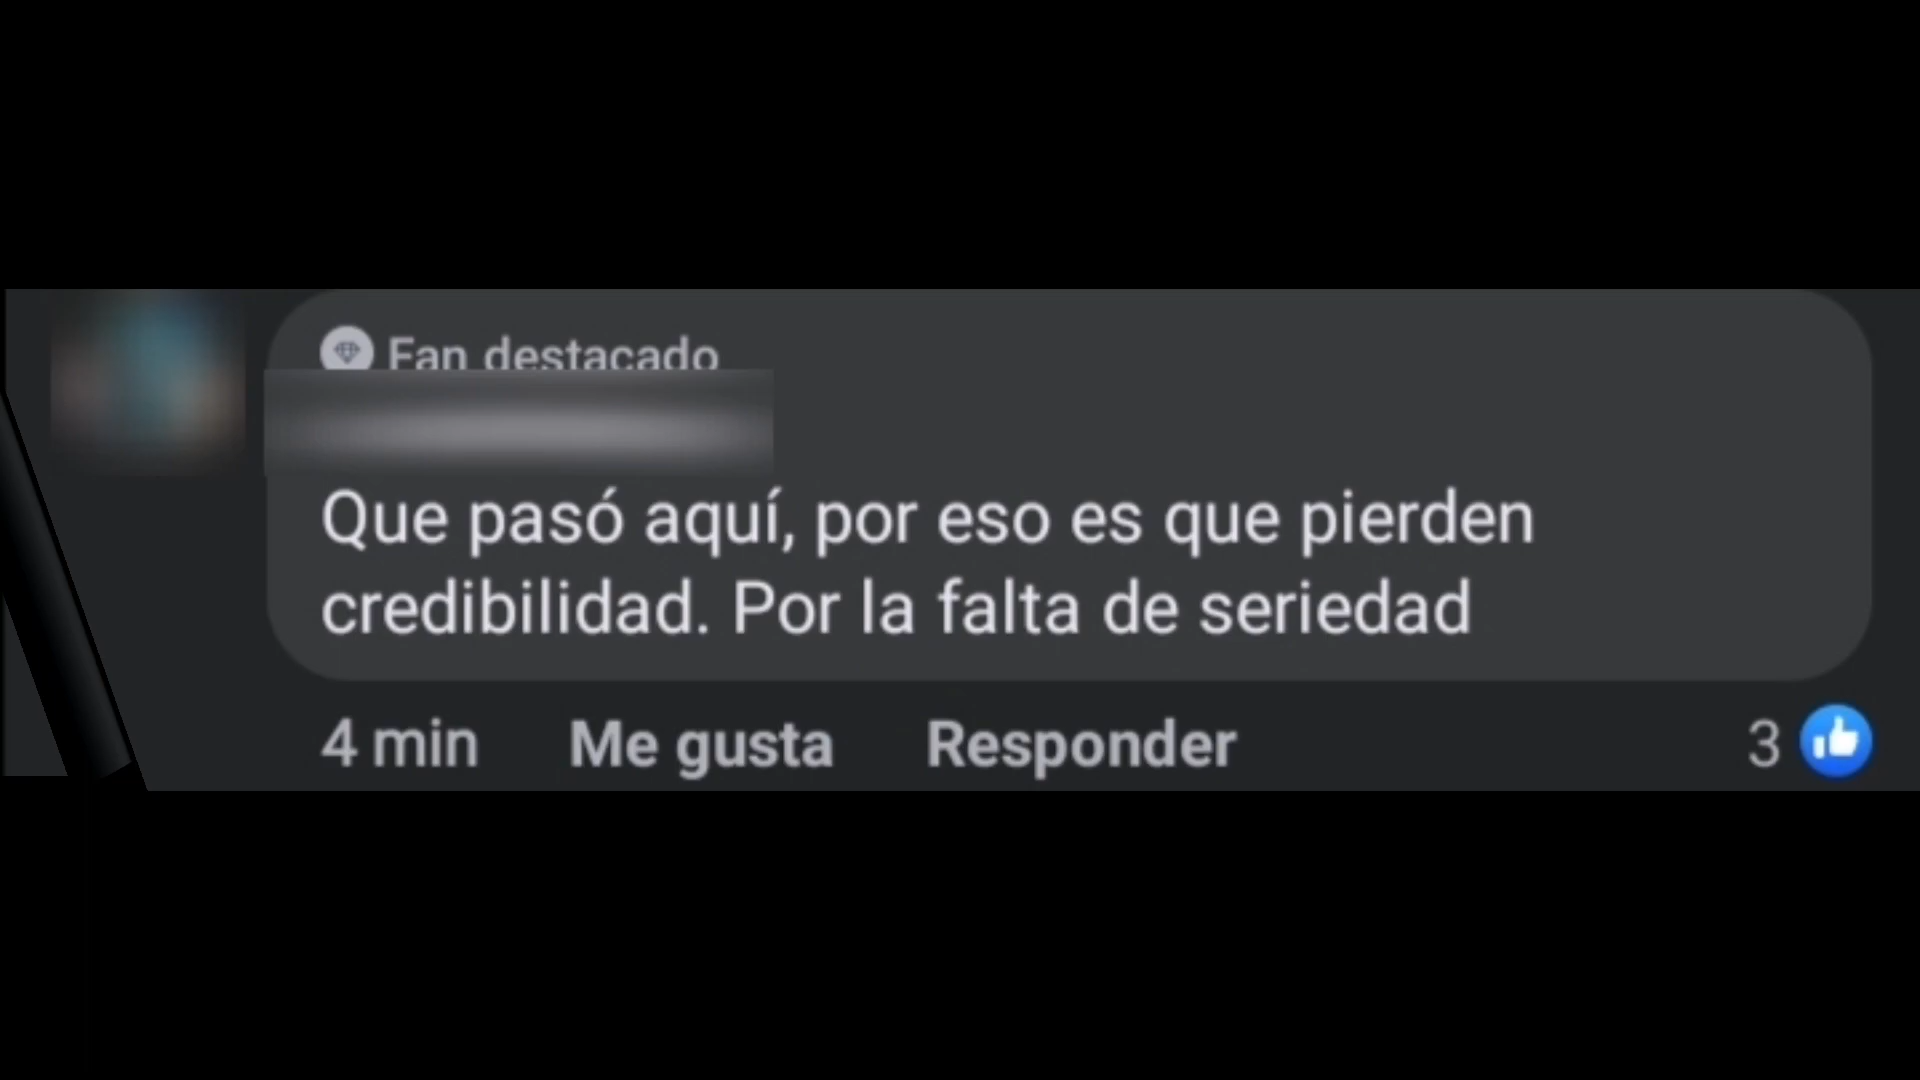 Fan destacado
Que pasó aquí, por eso es que pierden
credibilidad. Por la falta de seriedad
4 min Me gusta Responder 3